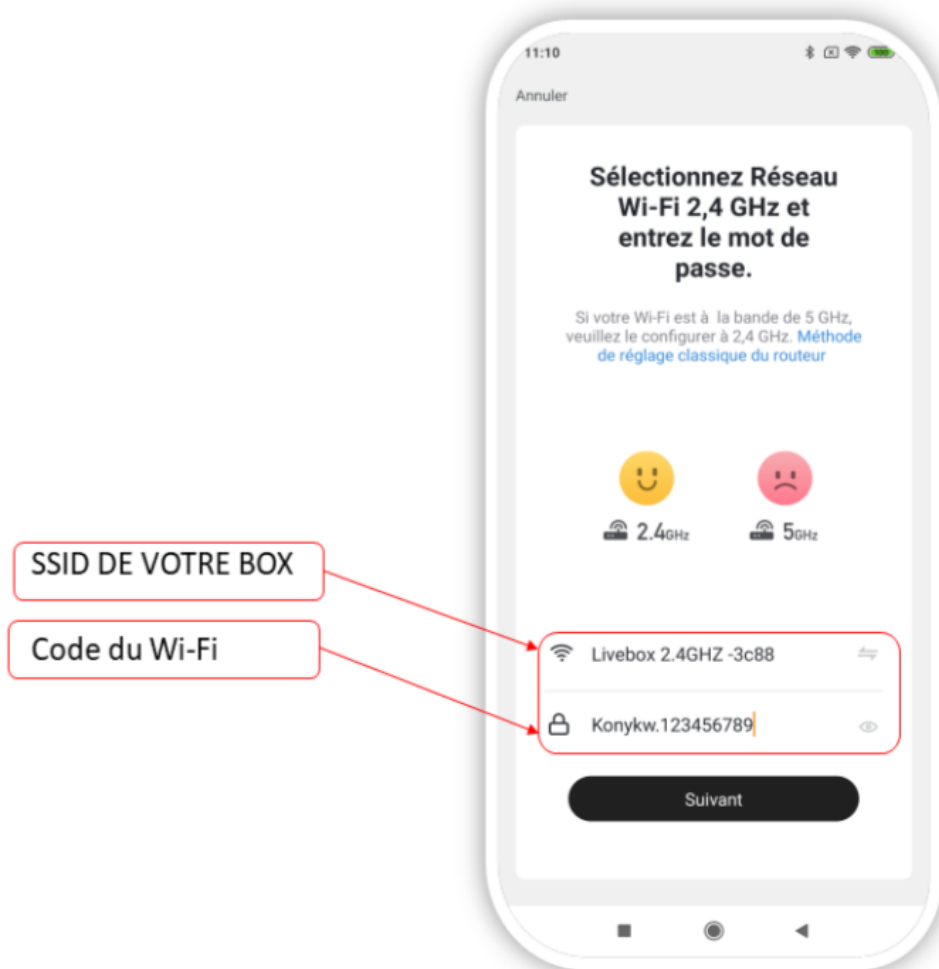 11:10
100
Annuler
Sélectionnez Réseau
Wi-Fi 2,4 GHz et
entrez le mot de
passe.
Si votre Wi-Fi est à la bande de 5 GHz,
veuillez le configurer à 2,4 GHz. Méthode
de réglage classique du routeur
2.4GHz
5GHz
SSID DE VOTRE BOX
Code du Wi-Fi
Livebox 2.4GHZ -3c88
Konykw.123456789
Suivant